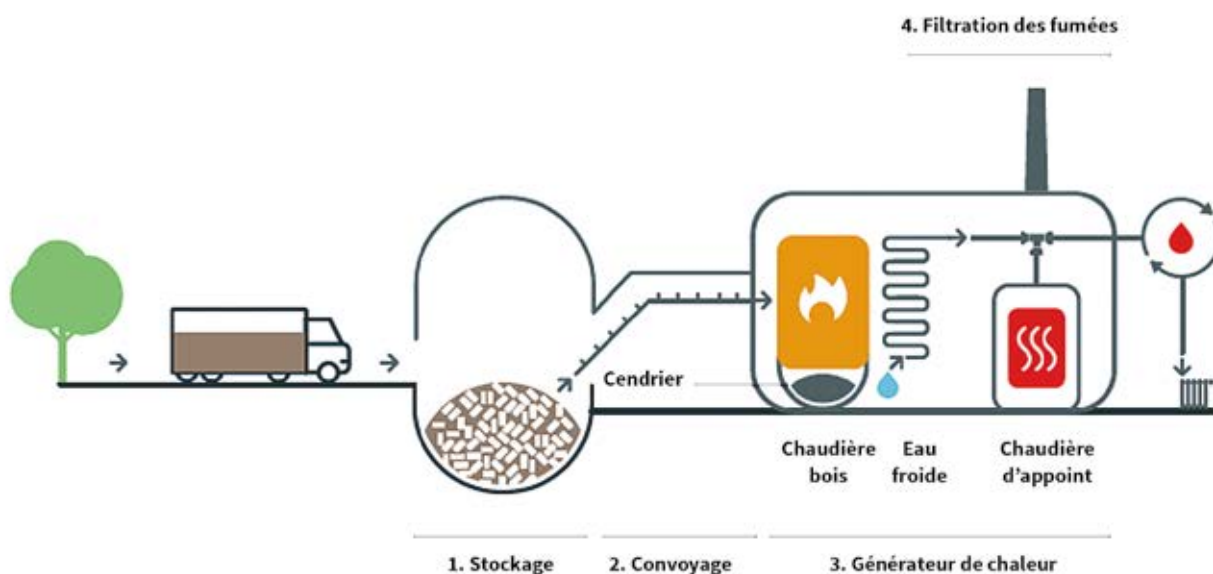 4. Filtration des fumées
Cendrier
Chaudière
bois
Eau
froide
Chaudière
d'appoint
1. Stockage
2. Convoyage
3. Générateur de chaleur